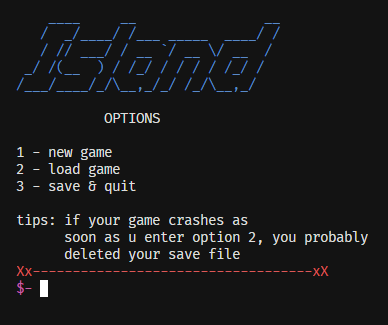 Island
OPTIONS
1 - new game
2 - load game
3 - save & quit
tips: if your game crashes as
soon as u enter option 2, you probably
deleted your save file
Xx-----------------------------------xX
$-